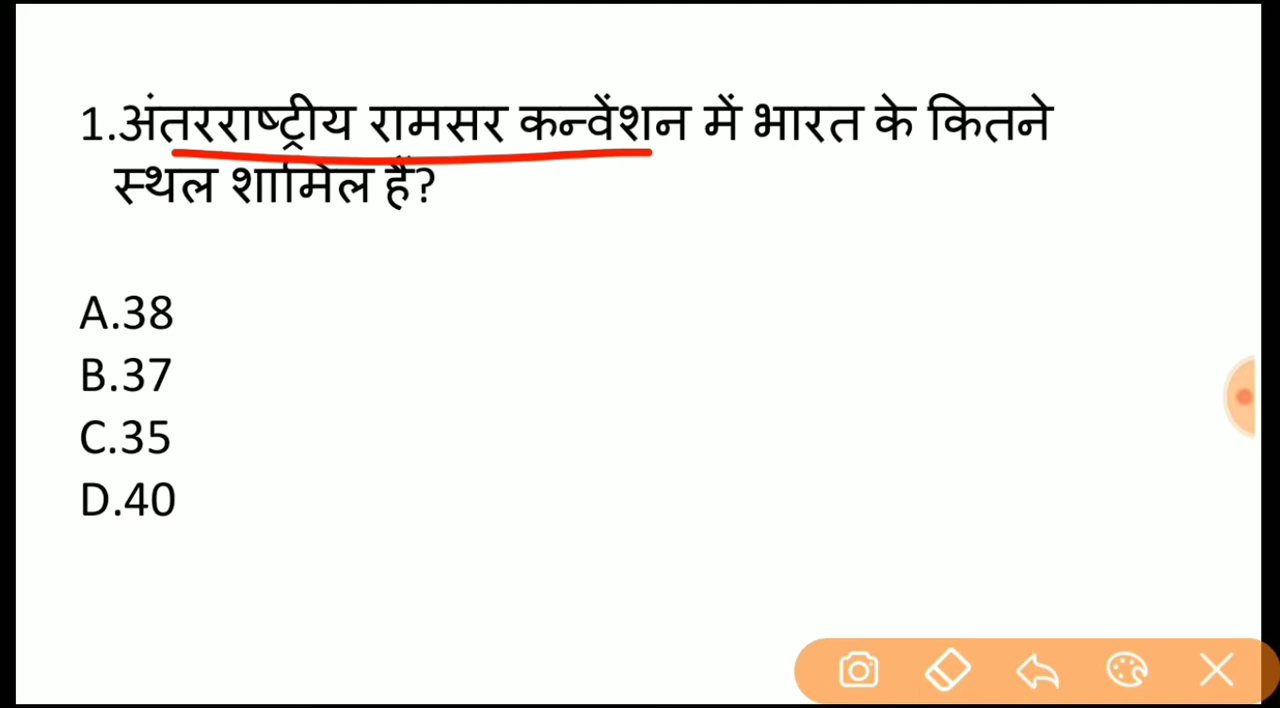 1.अंतरराष्ट्रीय रामसर कन्वेंशन में भारत के कितने
स्थल शामिल हैं?
A.38
B.37
C.35
D.40